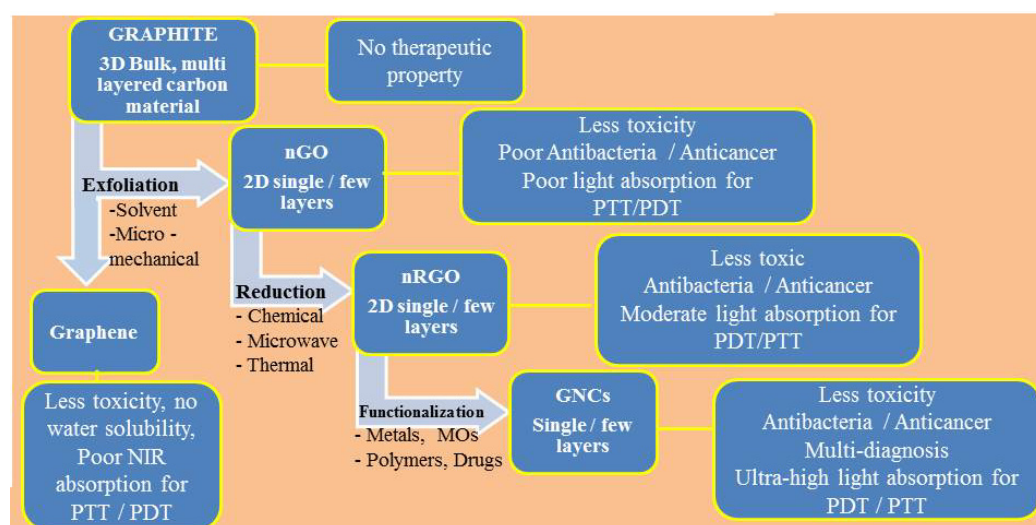 GRAPHITE
3D Bulk, multi
layered carbon
material
No therapeutic
property
Exfoliation
-Solvent
-Micro -
mechanical
nGO
2D single / few
layers
Less toxicity
Poor Antibacteria / Anticancer
Poor light absorption for
PTT/PDT
Graphene
Less toxicity, no
water solubility,
Poor NIR
absorption for
PTT / PDT
Reduction
- Chemical
- Microwave
- Thermal
nRGO
2D single / few
layers
Less toxic
Antibacteria / Anticancer
Moderate light absorption for
PDT/PTT
Functionalization
- Metals, MOs
- Polymers, Drugs
GNCs
Single / few
layers
Less toxicity
Antibacteria / Anticancer
Multi-diagnosis
Ultra-high light absorption for
PDT / PTT